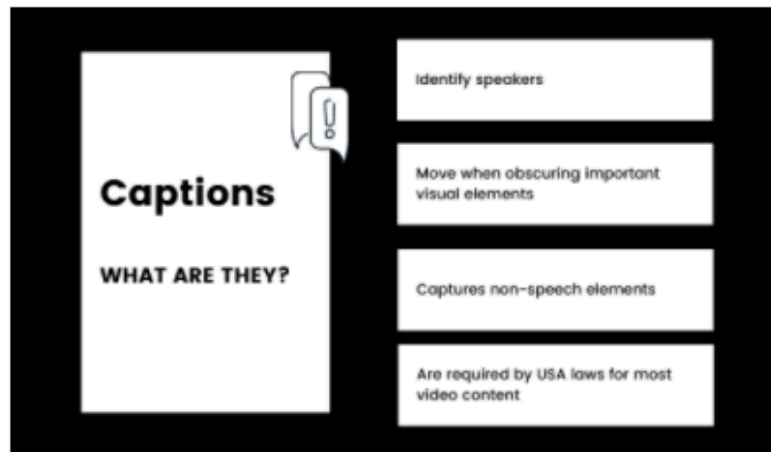 Captions
WHAT ARE THEY?
Identify speakers
Move when obscuring important
visual elements
Captures non-speech elements
Are required by USA laws for most
video content